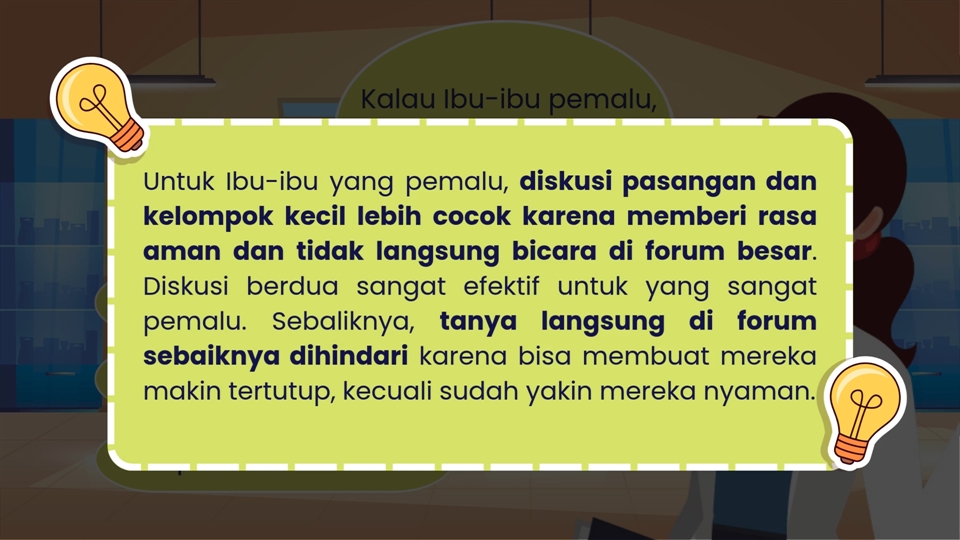 Kalau Ibu-ibu pemalu,
Untuk Ibu-ibu yang pemalu, diskusi pasangan dan
kelompok kecil lebih cocok karena memberi rasa
aman dan tidak langsung bicara di forum besar.
Diskusi berdua sangat efektif untuk yang sangat
pemalu. Sebaliknya, tanya langsung di forum
sebaiknya dihindari karena bisa membuat mereka
makin tertutup, kecuali sudah yakin mereka nyaman.